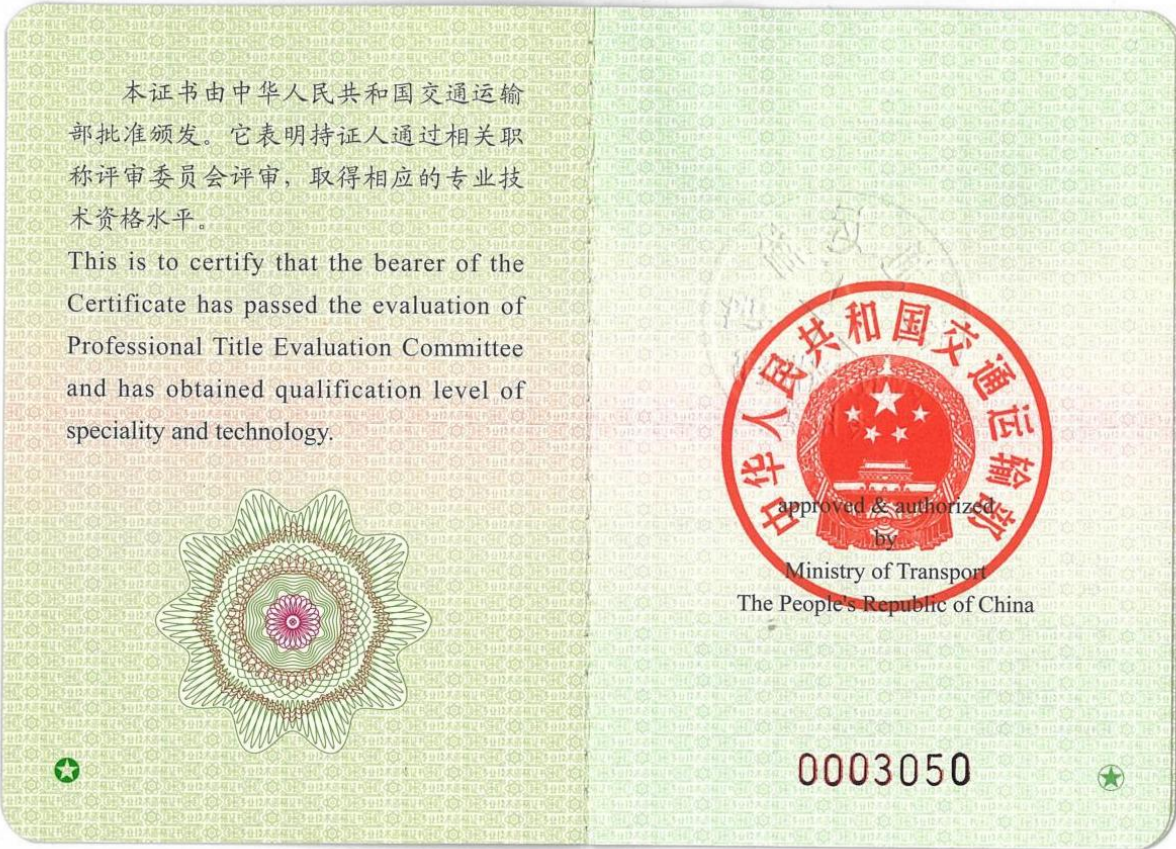 本证书由中华人民共和国交通运输
部批准颁发。它表明持证人通过相关职
称评审委员会评审，取得相应的专业技
术资格水平。
This is to certify that the bearer of the
Certificate has passed the evaluation of
Professional Title Evaluation Committee
and has obtained qualification level of
speciality and technology.
中华人民共和国交通运输部
approved & authorized
by
Ministry of Transport
The People's Republic of China
0003050